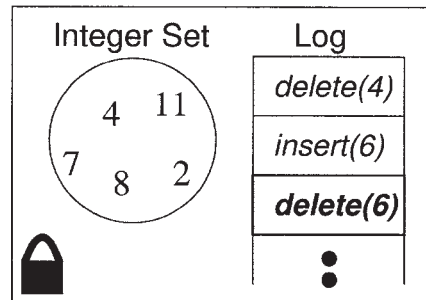 Integer Set
Log
4
11
7
8
2
delete(4)
insert(6)
delete(6)